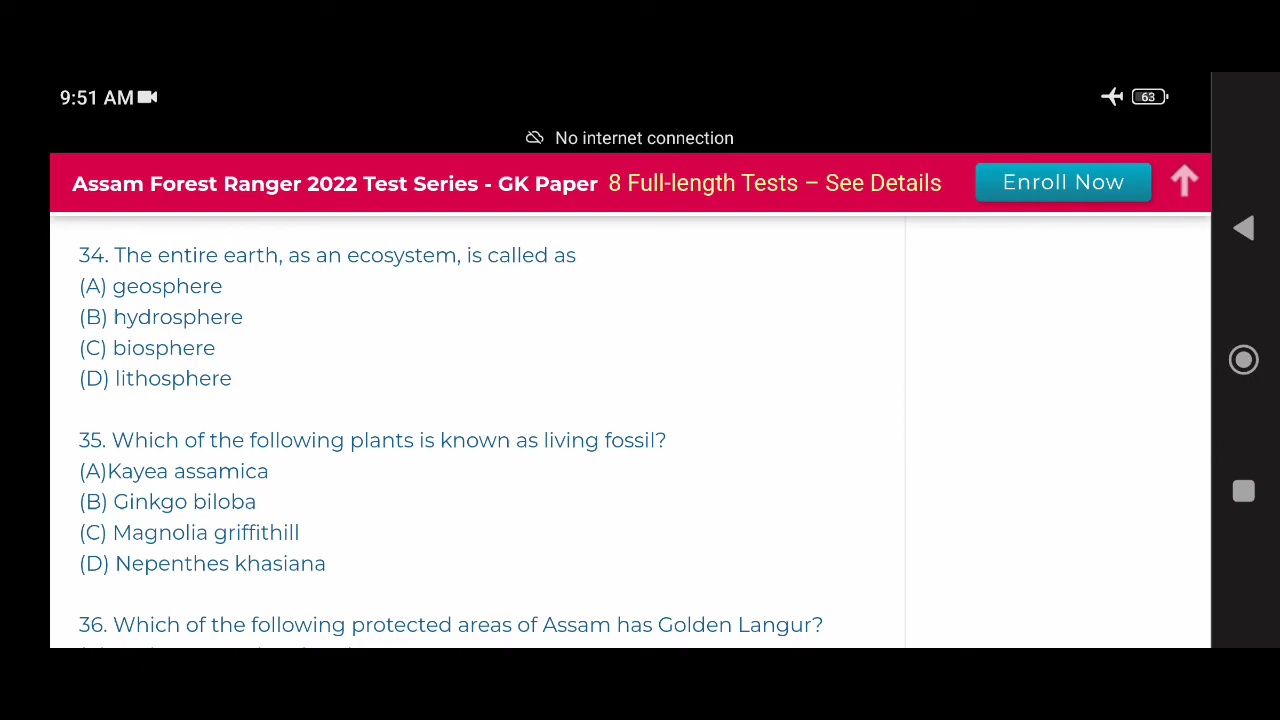 9:51 AM
63
No internet connection
Assam Forest Ranger 2022 Test Series - GK Paper 8 Full-length Tests – See Details Enroll Now
34. The entire earth, as an ecosystem, is called as
(A) geosphere
(B) hydrosphere
(C) biosphere
(D) lithosphere
35. Which of the following plants is known as living fossil?
(A)Kayea assamica
(B) Ginkgo biloba
(C) Magnolia griffithill
(D) Nepenthes khasiana
36. Which of the following protected areas of Assam has Golden Langur?